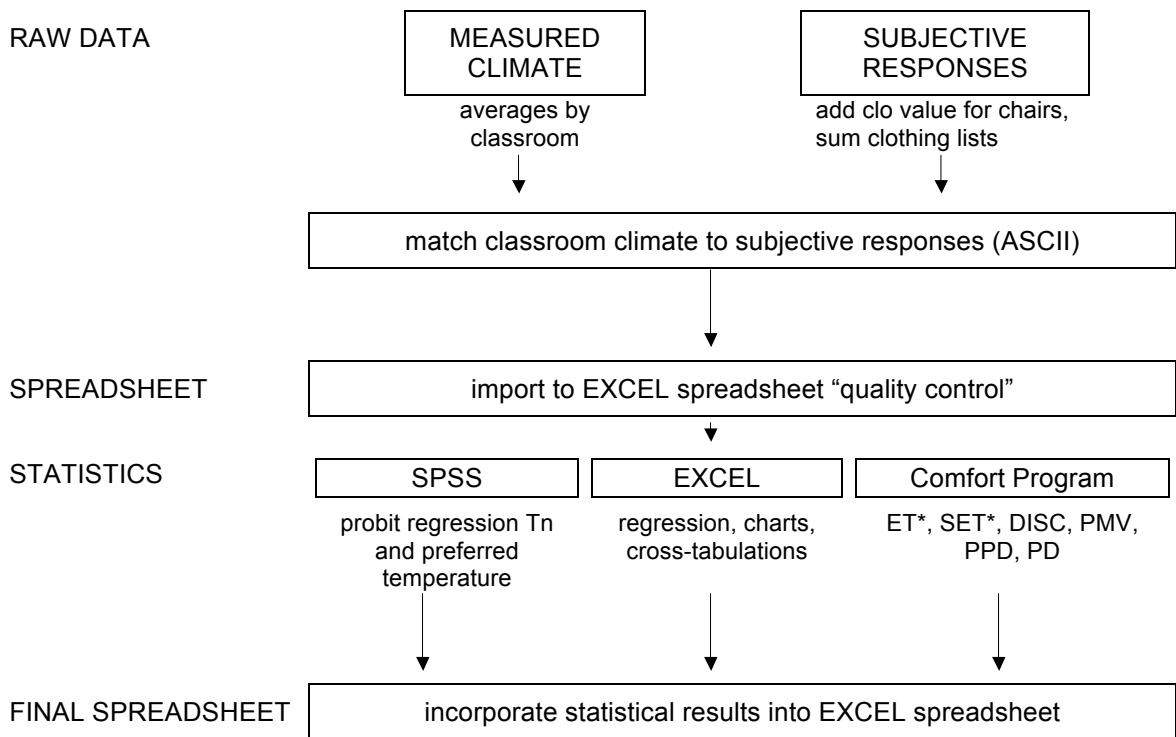 RAW DATA
MEASURED
CLIMATE
SUBJECTIVE
RESPONSES
averages by
classroom
add clo value for chairs,
sum clothing lists
match classroom climate to subjective responses (ASCII)
SPREADSHEET
import to EXCEL spreadsheet “quality control”
STATISTICS
SPSS
EXCEL
Comfort Program
probit regression Tn
and preferred
temperature
regression, charts,
cross-tabulations
ET*, SET*, DISC, PMV,
PPD, PD
FINAL SPREADSHEET
incorporate statistical results into EXCEL spreadsheet